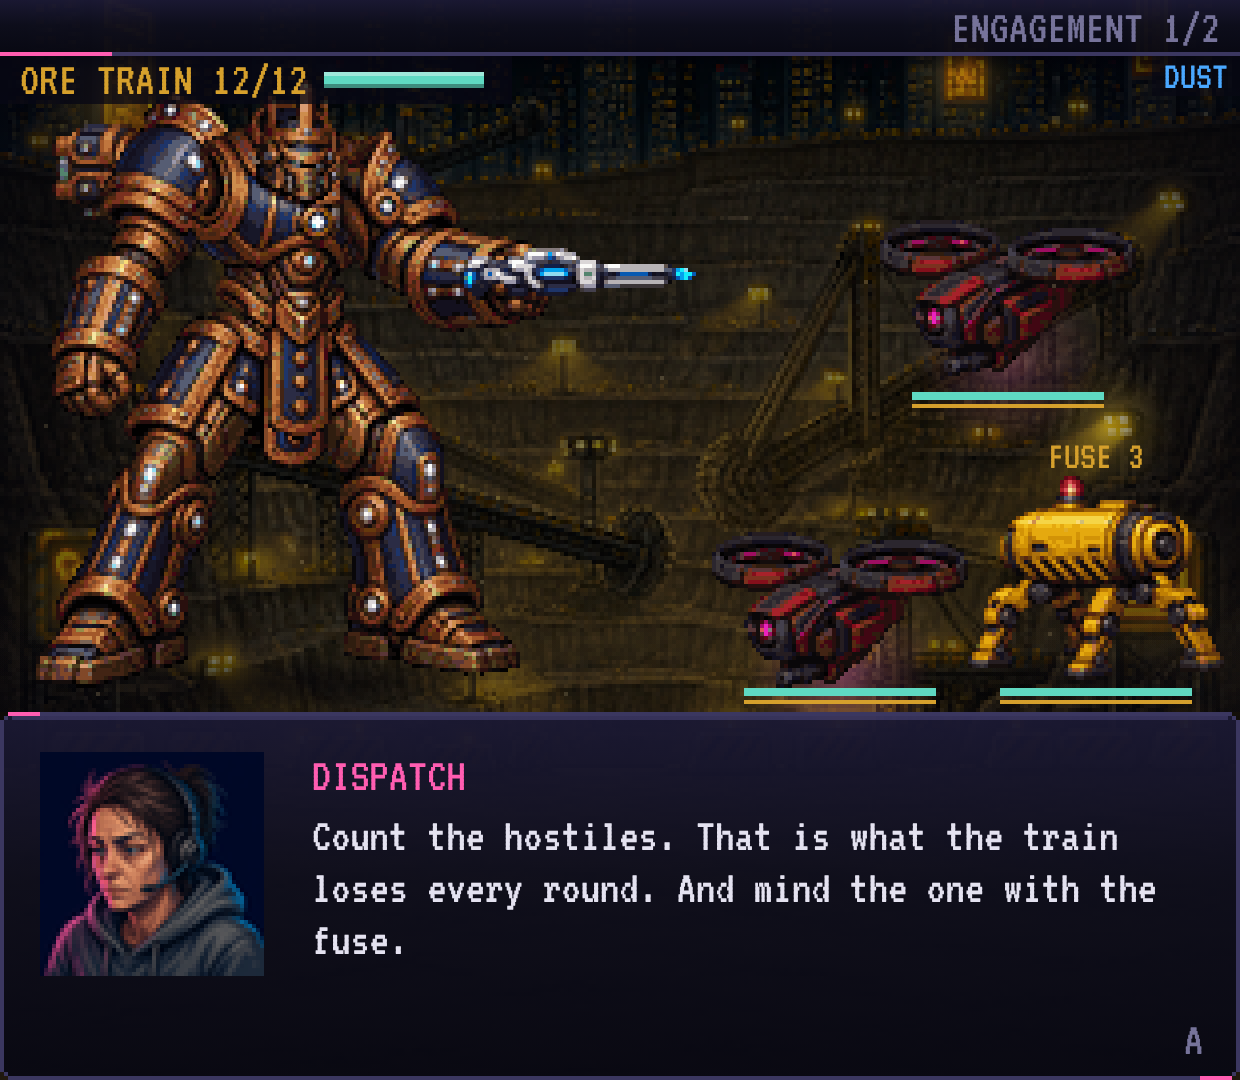 ENGAGEMENT 1/2
ORE TRAIN 12/12
DUST
FUSE 3
DISPATCH
Count the hostiles. That is what the train
loses every round. And mind the one with the
fuse.
A